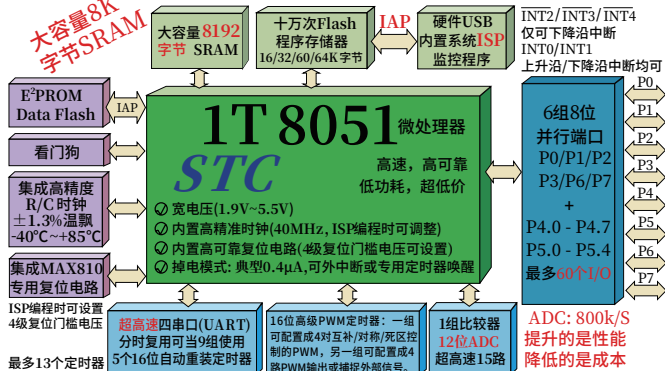 大容量8K
字节SRAM
大容量8192
字节 SRAM
十万次Flash
程序存储器
16/32/60/64K字节
IAP
硬件USB
内置系统ISP
监控程序
INT2/INT3/INT4
仅可下降沿中断
INT0/INT1
上升沿/下降沿中断均可
E²PROM
Data Flash
IAP
看门狗
集成高精度
R/C时钟
±1.3%温飘
-40℃~+85℃
集成MAX810
专用复位电路
ISP编程时可设置
4级复位门槛电压
最多13个定时器
1T 8051微处理器
STC
高速，高可靠
低功耗，超低价
宽电压(1.9V~5.5V)
内置高精准时钟(40MHz, ISP编程时可调整)
内置高可靠复位电路(4级复位门槛电压可设置)
掉电模式: 典型0.4μA,可外中断或专用定时器唤醒
6组8位
并行端口
P0/P1/P2
P3/P6/P7
+
P4.0 - P4.7
P5.0 - P5.4
最多60个I/O
P0
P1
P2
P3
P4
P5
P6
P7
超高速四串口(UART)
分时复用可当9组使用
5个16位自动重装定时器
16位高级PWM定时器：一组
可配置成4对互补/对称/死区控
制的PWM，另一组可配置成4
路PWM输出或捕捉外部信号。
1组比较器
12位ADC
超高速15路
ADC: 800k/S
提升的是性能
降低的是成本